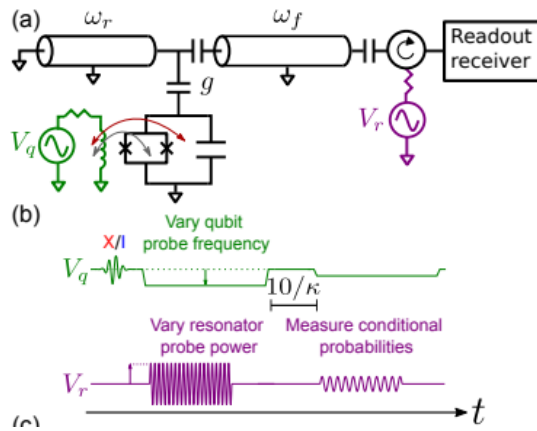 (a)
ω_r
ω_f
Readout
receiver
g
V_q
V_r
(b)
X/I
Vary qubit
probe frequency
V_q
10/κ
Vary resonator
probe power
Measure conditional
probabilities
V_r
t